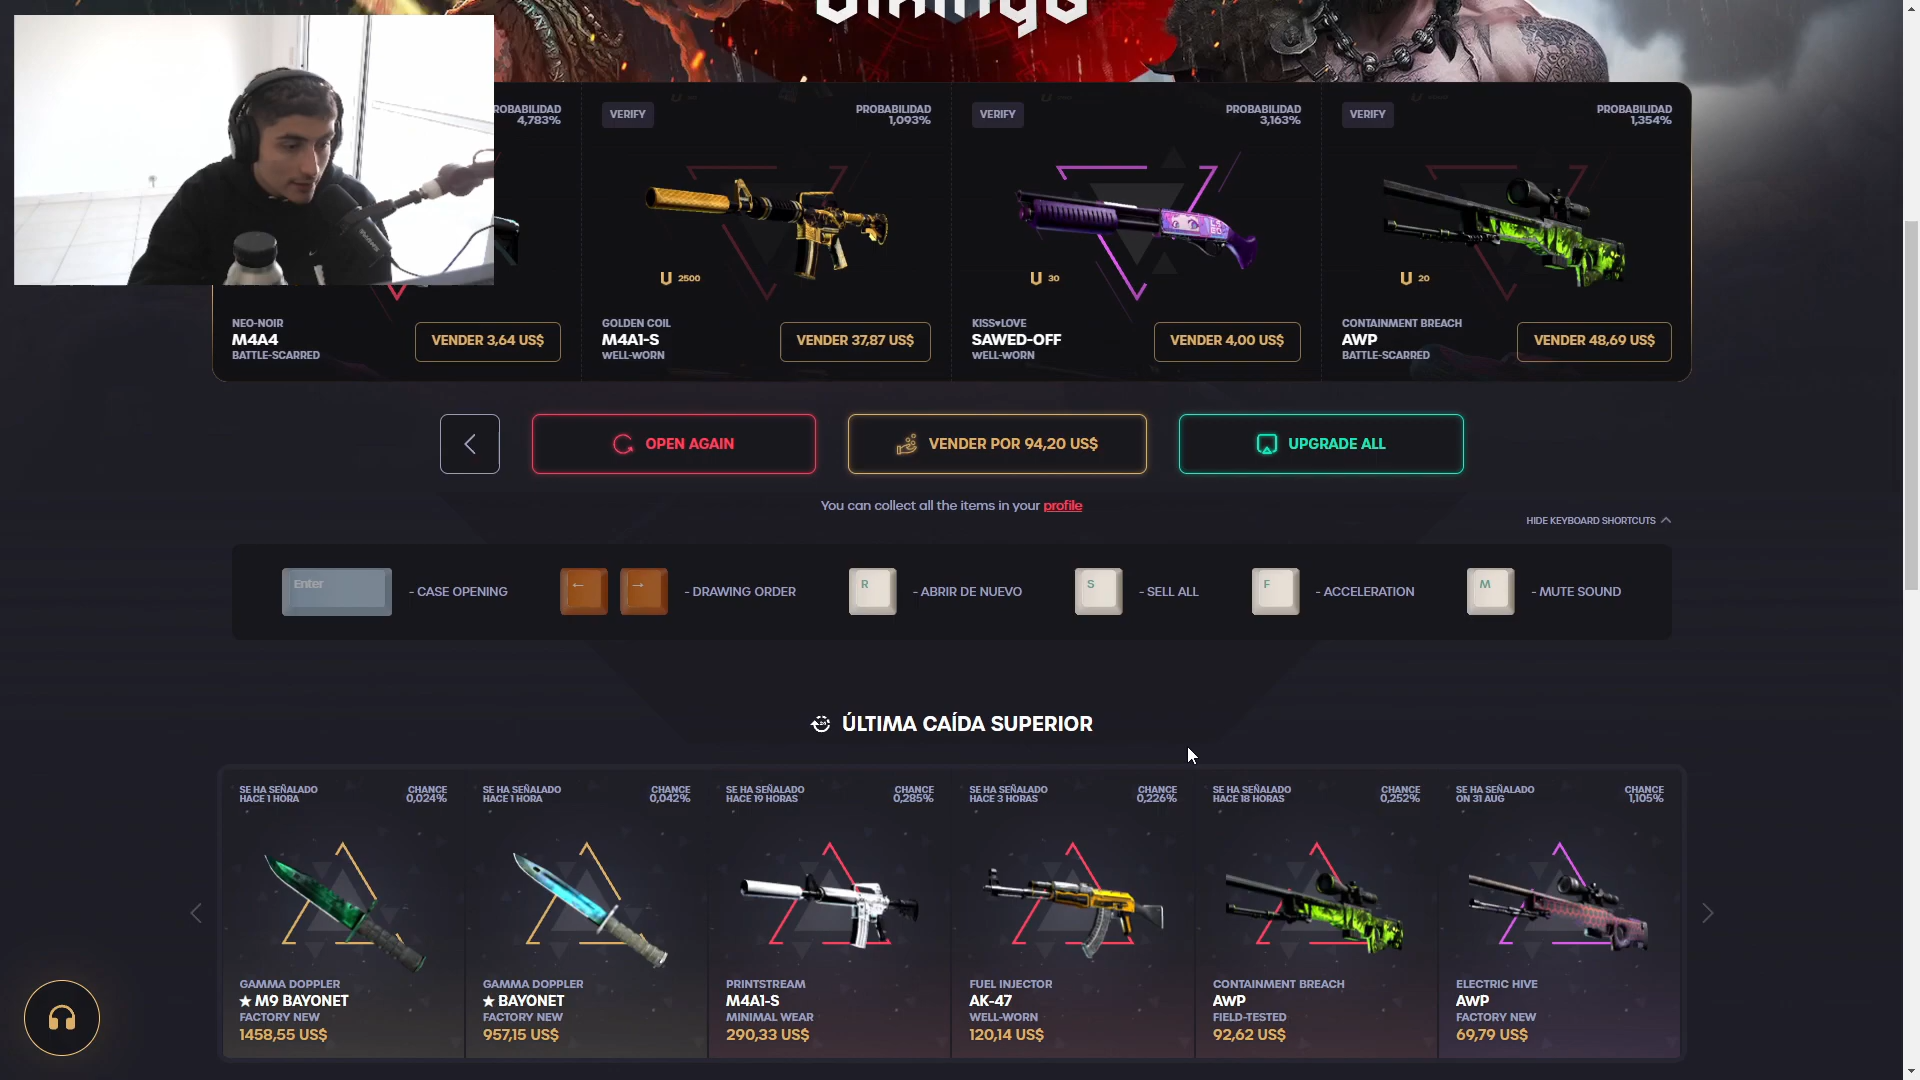 PROBABILIDAD
4,783%
VERIFY
PROBABILIDAD
1,093%
VERIFY
PROBABILIDAD
3,163%
VERIFY
PROBABILIDAD
1,354%
2500
30
20
NEO-NOIR
M4A4
BATTLE-SCARRED
VENDER 3,64 US$
GOLDEN COIL
M4A1-S
WELL-WORN
VENDER 37,87 US$
KISS♥LOVE
SAWED-OFF
WELL-WORN
VENDER 4,00 US$
CONTAINMENT BREACH
AWP
BATTLE-SCARRED
VENDER 48,69 US$
OPEN AGAIN
VENDER POR 94,20 US$
UPGRADE ALL
You can collect all the items in your profile
HIDE KEYBOARD SHORTCUTS
Enter
- CASE OPENING
← →
- DRAWING ORDER
R
- ABRIR DE NUEVO
S
- SELL ALL
F
- ACCELERATION
M
- MUTE SOUND
ÚLTIMA CAÍDA SUPERIOR
SE HA SEÑALADO
HACE 1 HORA
CHANCE
0,024%
GAMMA DOPPLER
★ M9 BAYONET
FACTORY NEW
1458,55 US$
SE HA SEÑALADO
HACE 1 HORA
CHANCE
0,042%
GAMMA DOPPLER
★ BAYONET
FACTORY NEW
957,15 US$
SE HA SEÑALADO
HACE 19 HORAS
CHANCE
0,285%
PRINTSTREAM
M4A1-S
MINIMAL WEAR
290,33 US$
SE HA SEÑALADO
HACE 3 HORAS
CHANCE
0,226%
FUEL INJECTOR
AK-47
WELL-WORN
120,14 US$
SE HA SEÑALADO
HACE 18 HORAS
CHANCE
0,252%
CONTAINMENT BREACH
AWP
FIELD-TESTED
92,62 US$
SE HA SEÑALADO
ON 31 AUG
CHANCE
1,105%
ELECTRIC HIVE
AWP
FACTORY NEW
69,79 US$